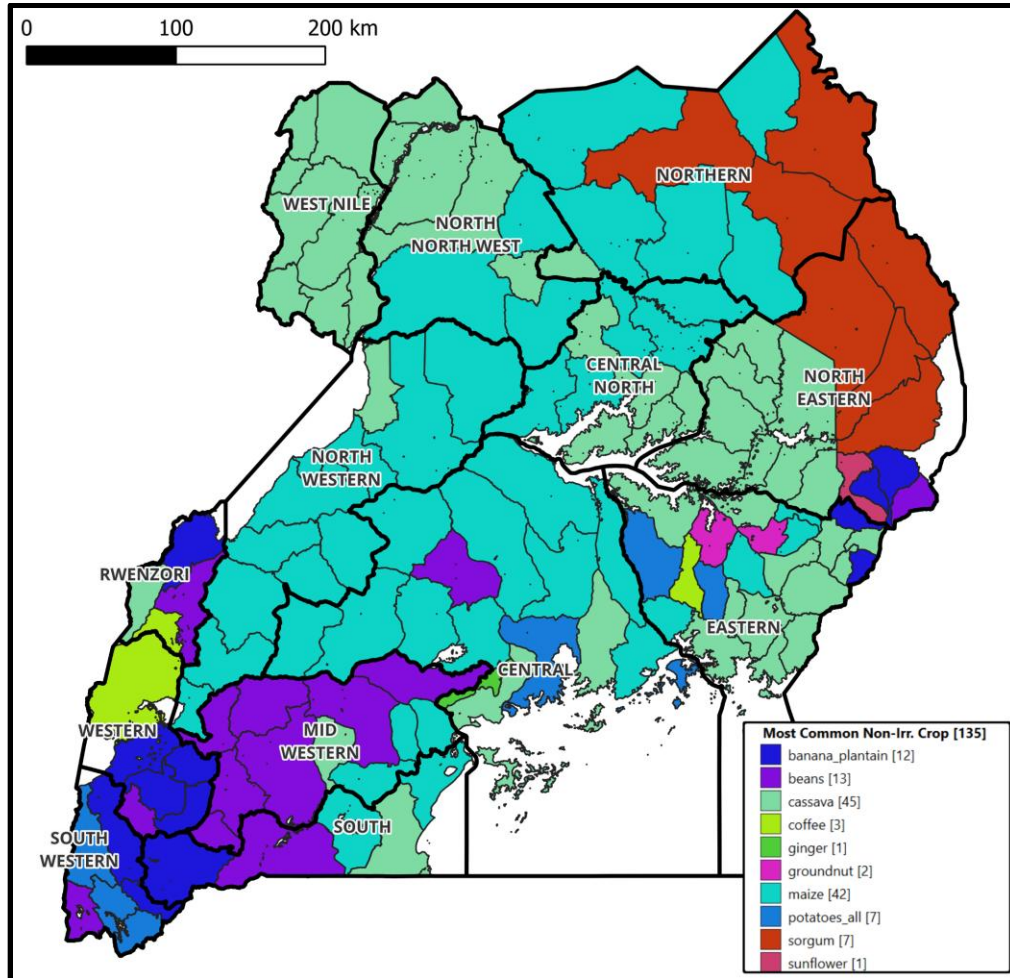 0 100 200 km
WEST NILE
NORTH
NORTH WEST
NORTHERN
CENTRAL
NORTH
NORTH
EASTERN
NORTH
WESTERN
RWENZORI
EASTERN
CENTRAL
WESTERN
MID
WESTERN
SOUTH
SOUTH
WESTERN
Most Common Non-Irr. Crop [135]
banana_plantain [12]
beans [13]
cassava [45]
coffee [3]
ginger [1]
groundnut [2]
maize [42]
potatoes_all [7]
sorgum [7]
sunflower [1]